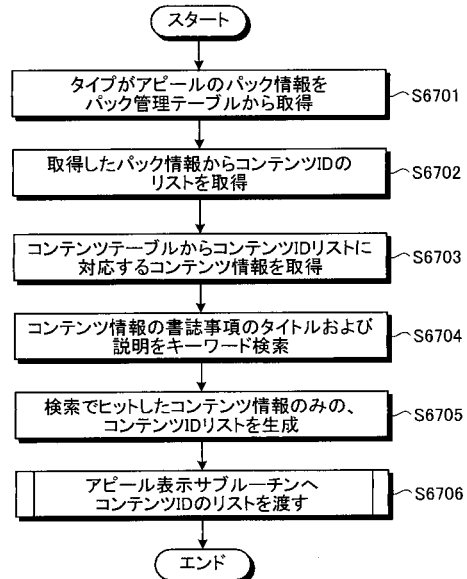 スタート
タイプがアピールのパック情報を
パック管理テーブルから取得
S6701
取得したパック情報からコンテンツIDの
リストを取得
S6702
コンテンツテーブルからコンテンツIDリストに
対応するコンテンツ情報を取得
S6703
コンテンツ情報の書誌事項のタイトルおよび
説明をキーワード検索
S6704
検索でヒットしたコンテンツ情報のみの、
コンテンツIDリストを生成
S6705
アピール表示サブルーチンへ
コンテンツIDのリストを渡す
S6706
エンド